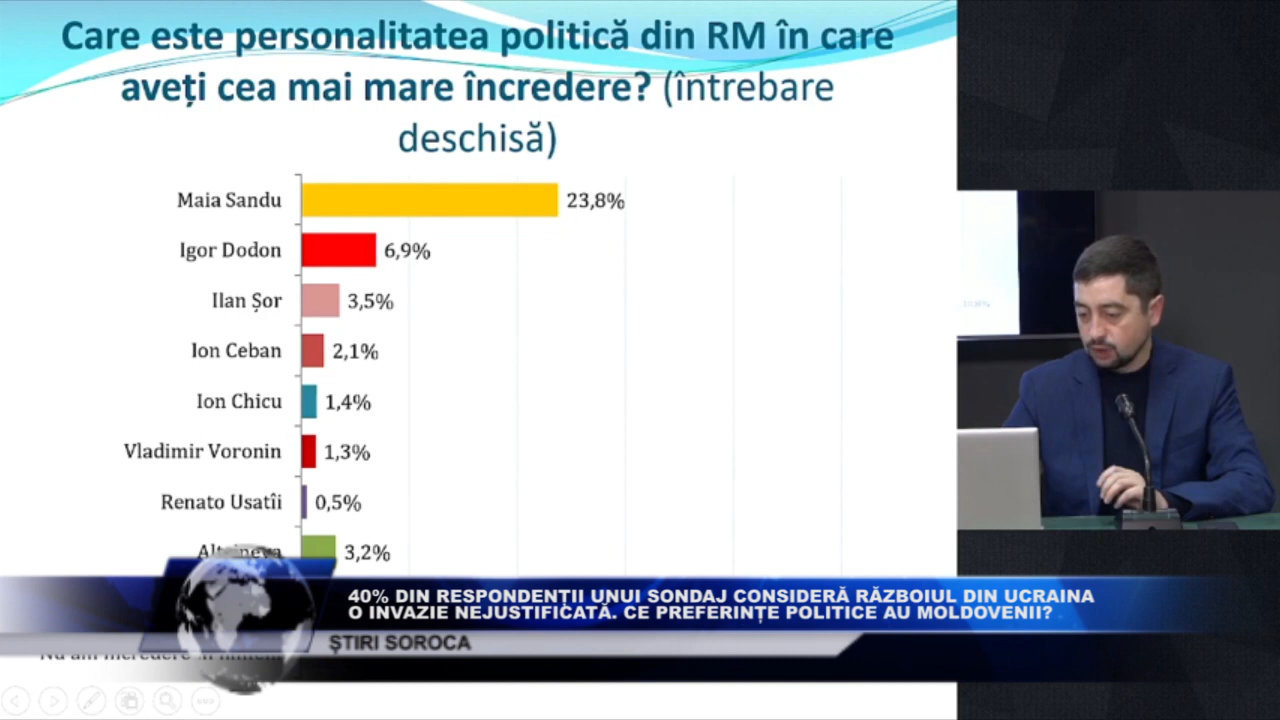 Care este personalitatea politică din RM în care
aveți cea mai mare încredere? (întrebare
deschisă)
Maia Sandu 23,8%
Igor Dodon 6,9%
Ilan Șor 3,5%
Ion Ceban 2,1%
Ion Chicu 1,4%
Vladimir Voronin 1,3%
Renato Usatîi 0,5%
Altcineva 3,2%
40% DIN RESPONDENȚII UNUI SONDAJ CONSIDERĂ RĂZBOIUL DIN UCRAINA
O INVAZIE NEJUSTIFICATĂ. CE PREFERINȚE POLITICE AU MOLDOVENII?
ȘTIRI SOROCA